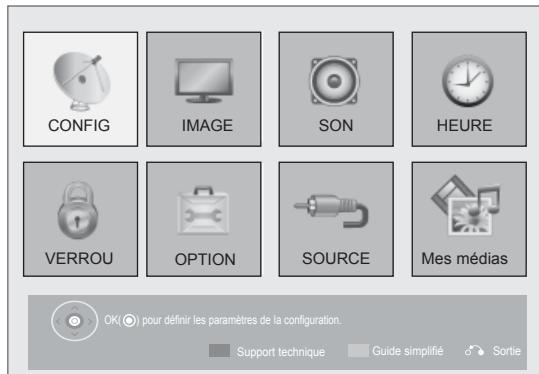 CONFIG IMAGE SON HEURE
VERROU OPTION SOURCE Mes médias
OK(◉) pour définir les paramètres de la configuration.
Support technique Guide simplifié Sortie